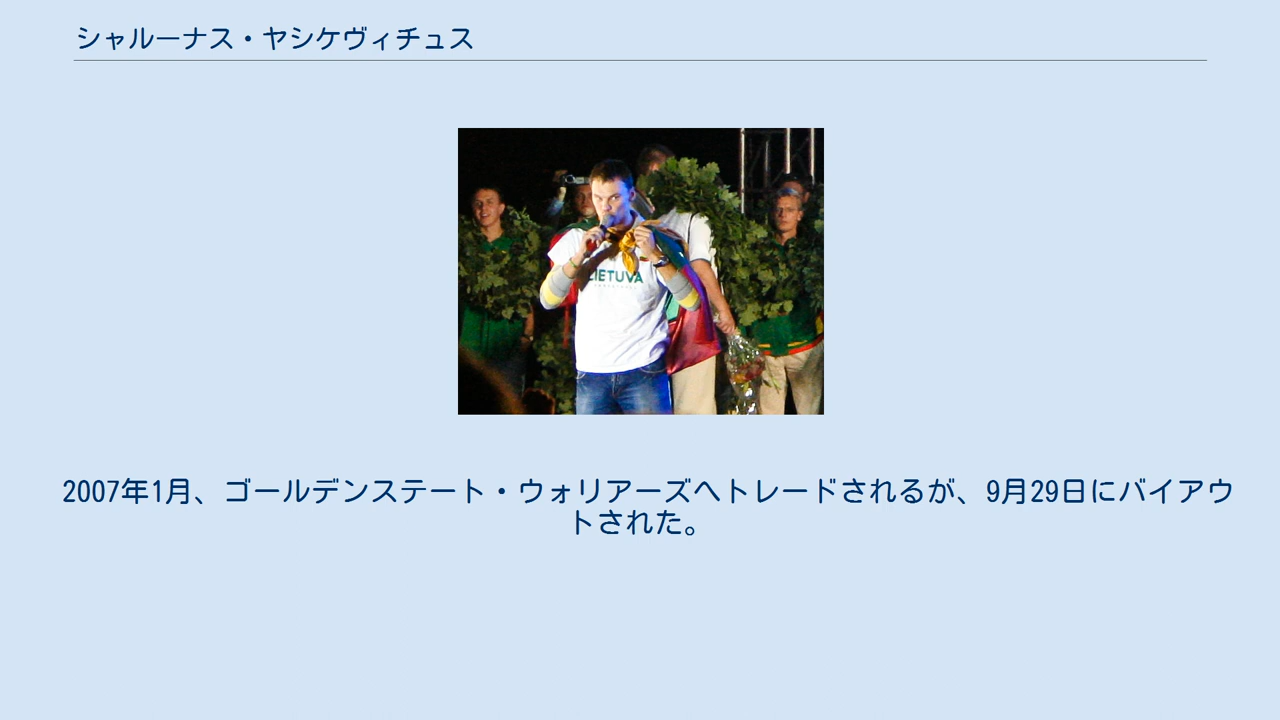 シャルーナス・ヤシケヴィチュス
LIETUVA
2007年1月、ゴールデンステート・ウォリアーズへトレードされるが、9月29日にバイアウ
トされた。